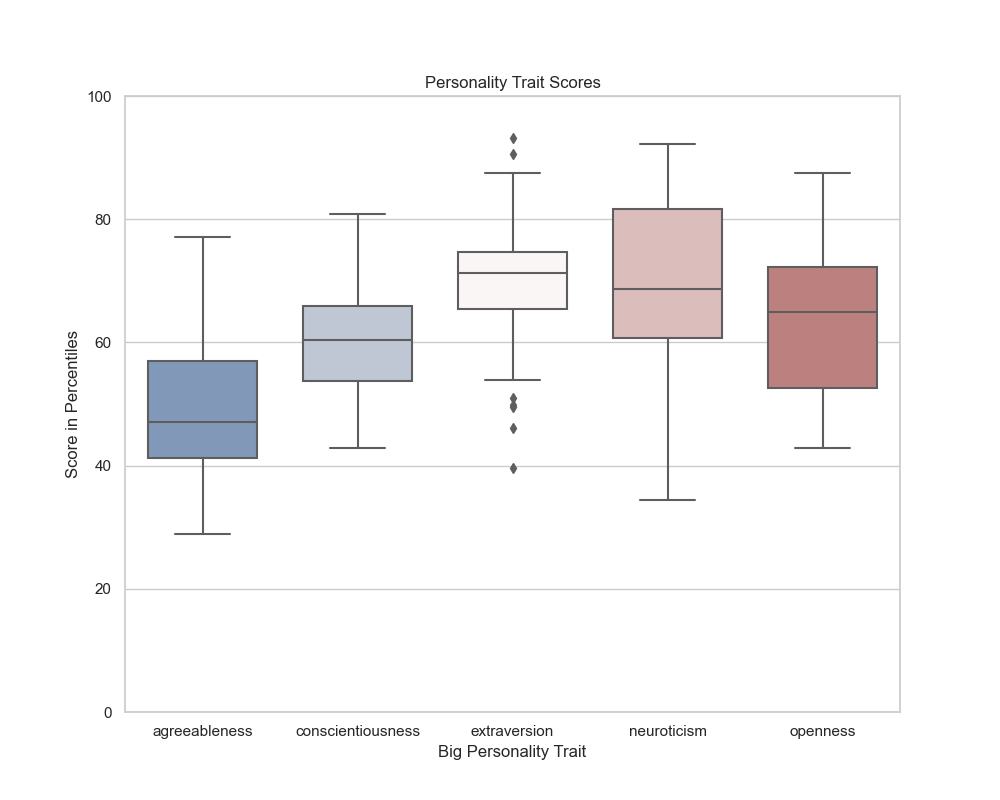 Personality Trait Scores
100
80
60
40
20
0
Score in Percentiles
agreeableness conscientiousness extraversion neuroticism openness
Big Personality Trait